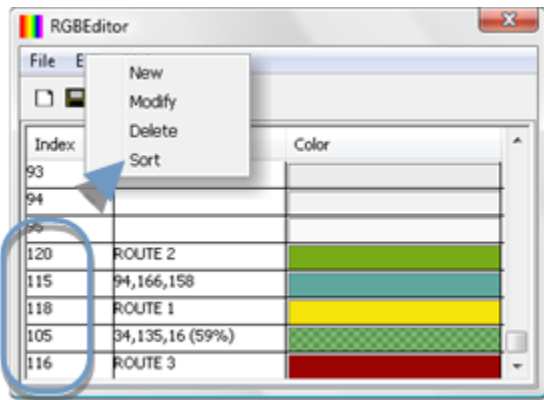 RGBEditor
File E
New
Modify
Delete
Sort
Index Color
93
94
95
120 ROUTE 2
115 94,166,158
118 ROUTE 1
105 34,135,16 (59%)
116 ROUTE 3